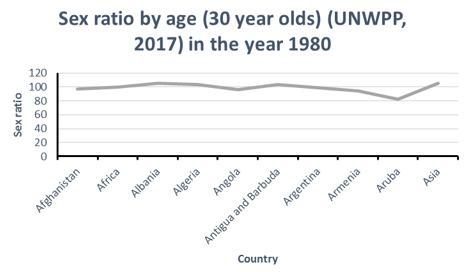 Sex ratio by age (30 year olds) (UNWPP,
2017) in the year 1980
120
100
80
60
40
20
0
Sex ratio
Afghanistan
Africa
Albania
Algeria
Angola
Antigua and Barbuda
Argentina
Armenia
Aruba
Asia
Country